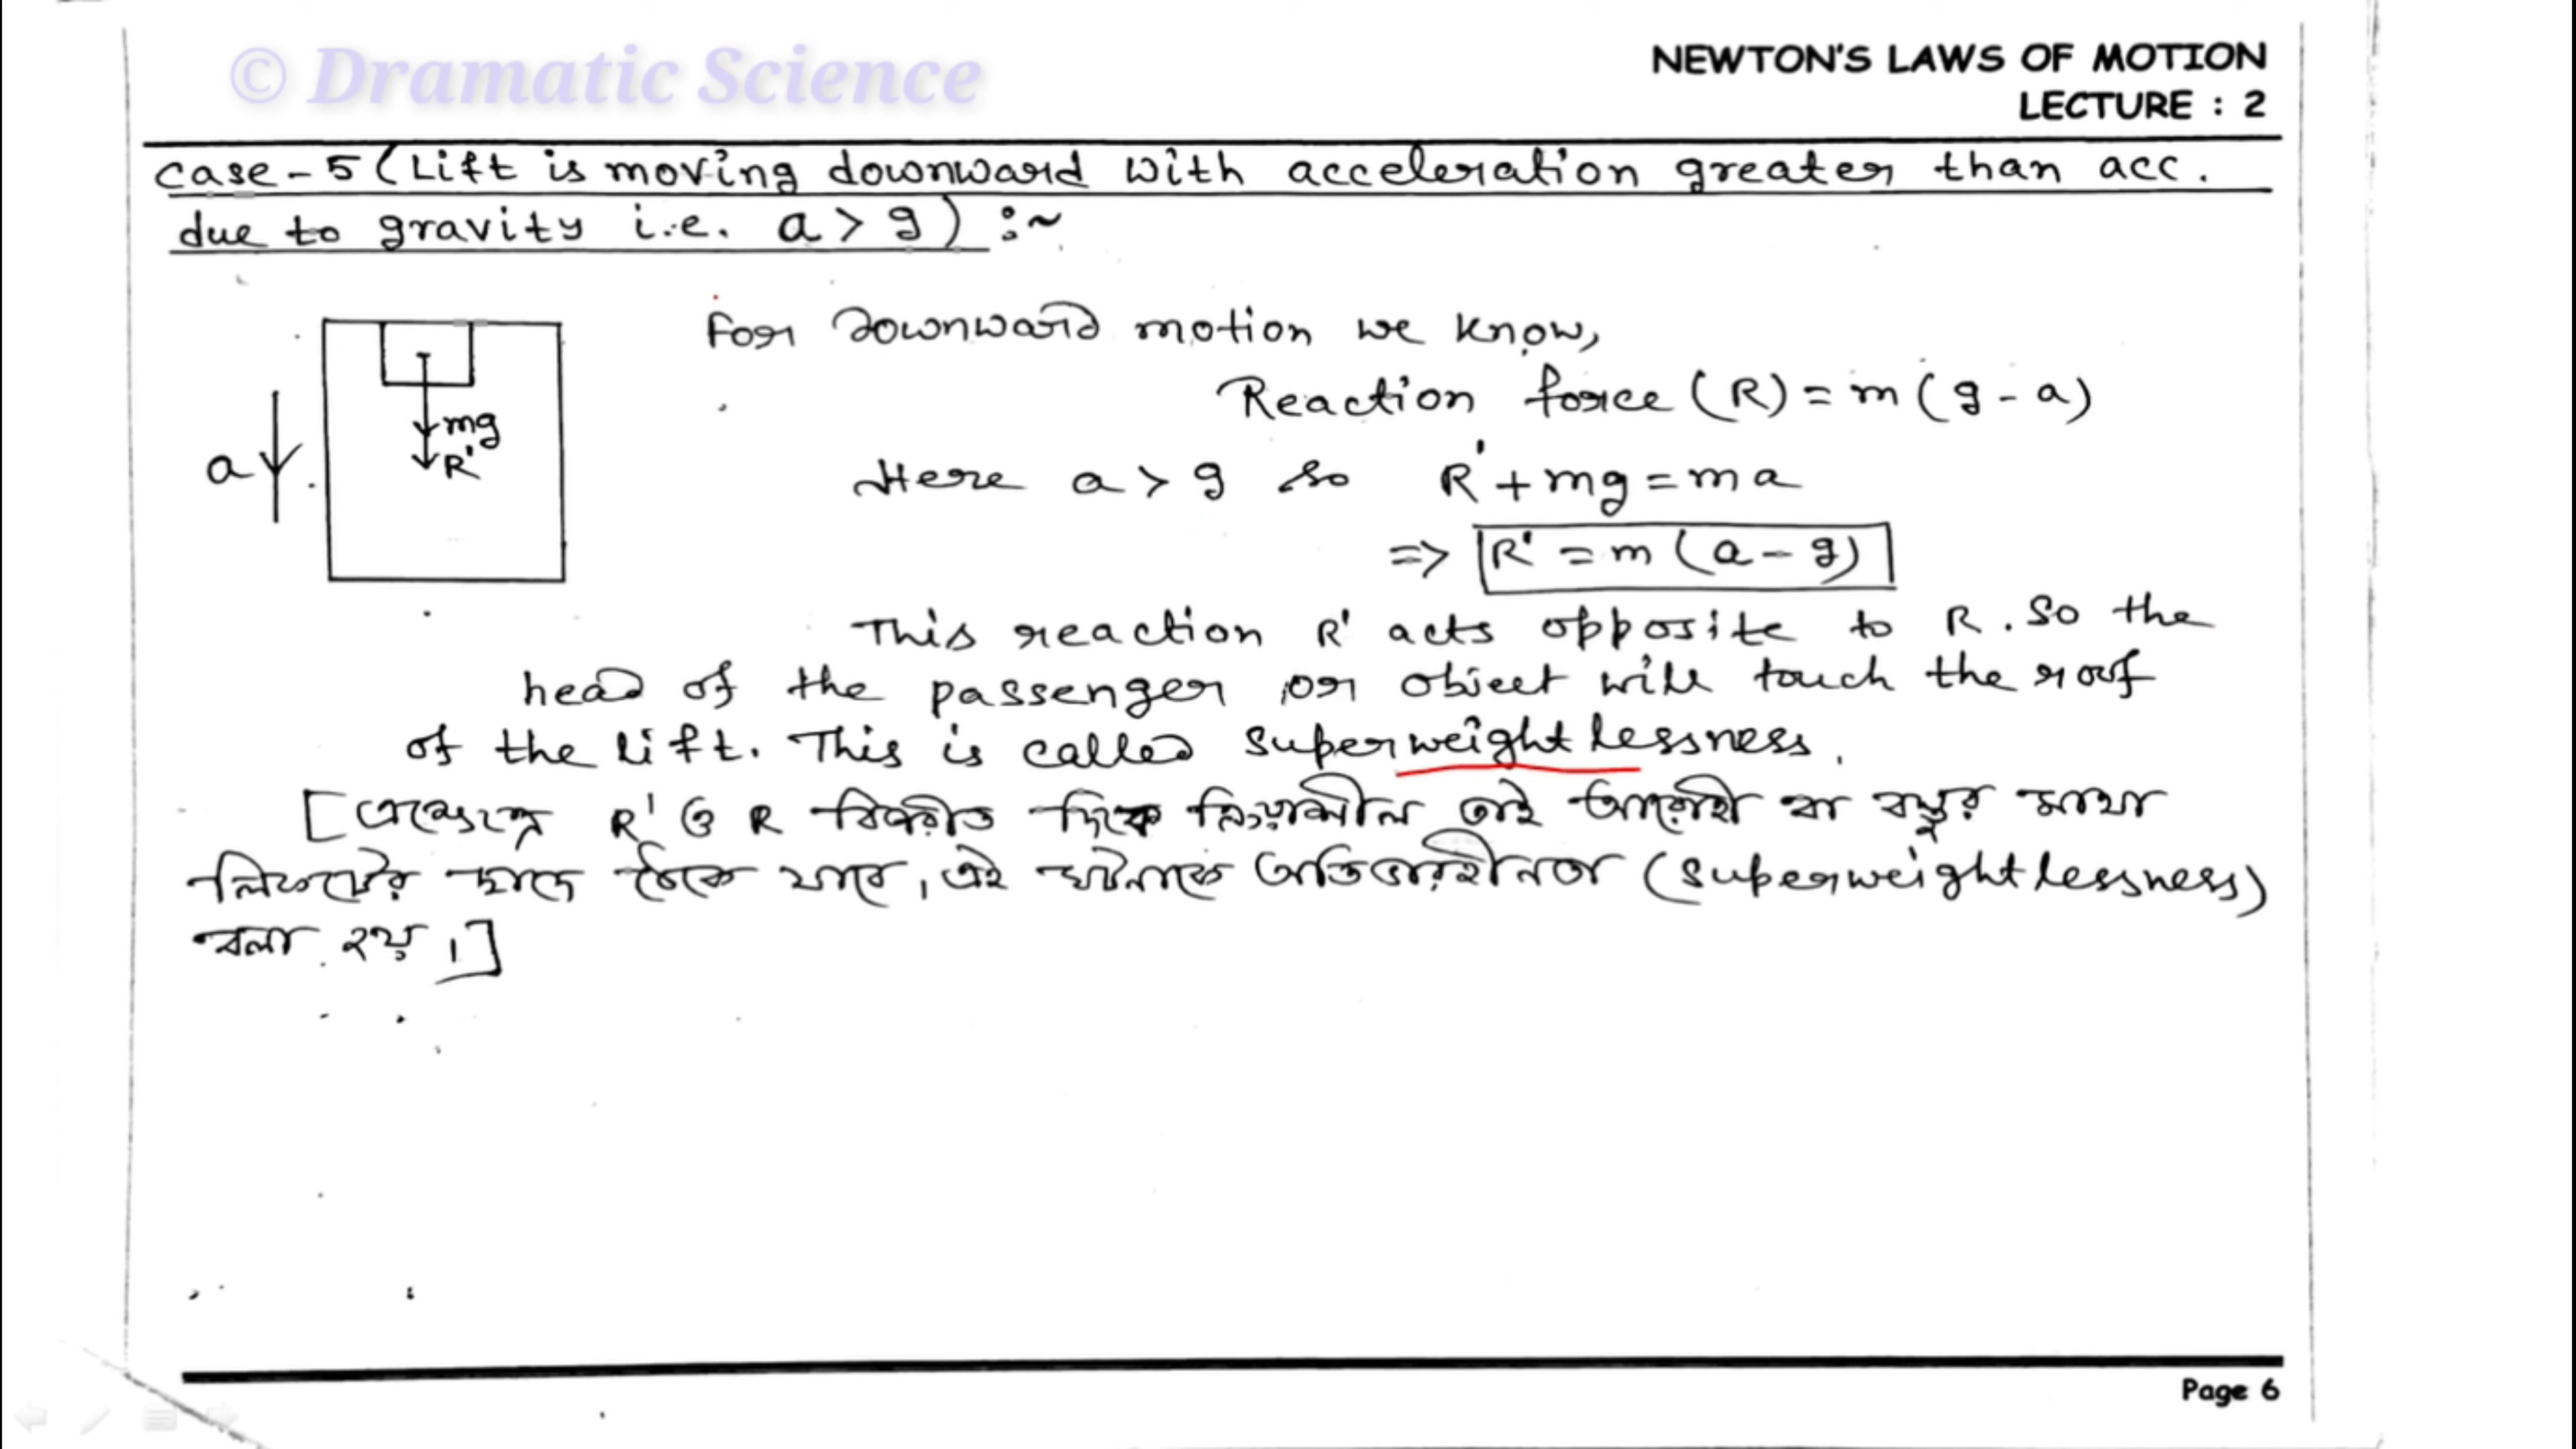 © Dramatic Science
NEWTON'S LAWS OF MOTION
LECTURE : 2
Case-5 (Lift is moving downward with acceleration greater than acc.
due to gravity i.e. a > g) :~
For downward motion we know,
Reaction force (R) = m (g - a)
Here a > g so R' + mg = ma
=> R' = m (a - g)
a
mg
R'
This reaction R' acts opposite to R. So the
head of the passenger or object will touch the roof
of the lift. This is called superweightlessness.
[এক্ষেত্রে R' ও R বিপরীত দিকে ক্রিয়াশীল তাই আরোহী বা বস্তুর মাথা
লিফটের ছাদে ঠেকে যাবে, এই ঘটনাকে অতিভারহীনতা (superweightlessness)
বলা হয়।]
Page 6